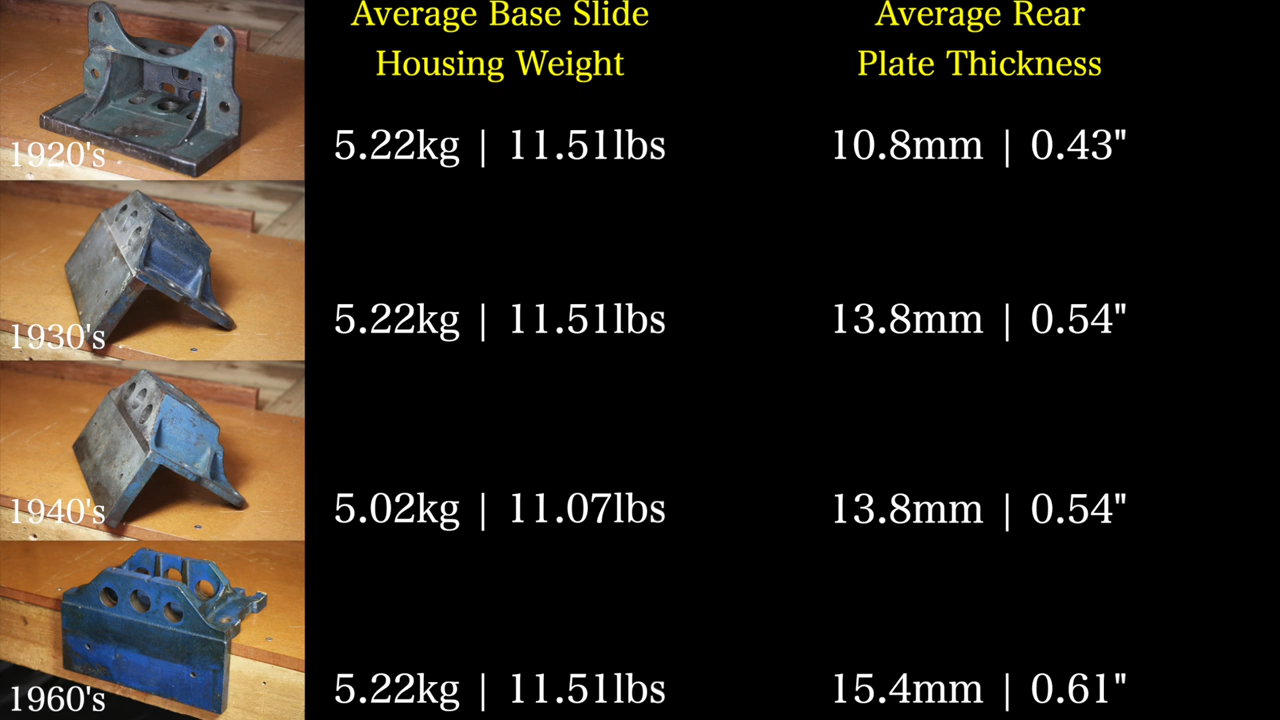 Average Base Slide
Housing Weight
Average Rear
Plate Thickness
1920's
5.22kg | 11.51lbs
10.8mm | 0.43"
1930's
5.22kg | 11.51lbs
13.8mm | 0.54"
1940's
5.02kg | 11.07lbs
13.8mm | 0.54"
1960's
5.22kg | 11.51lbs
15.4mm | 0.61"